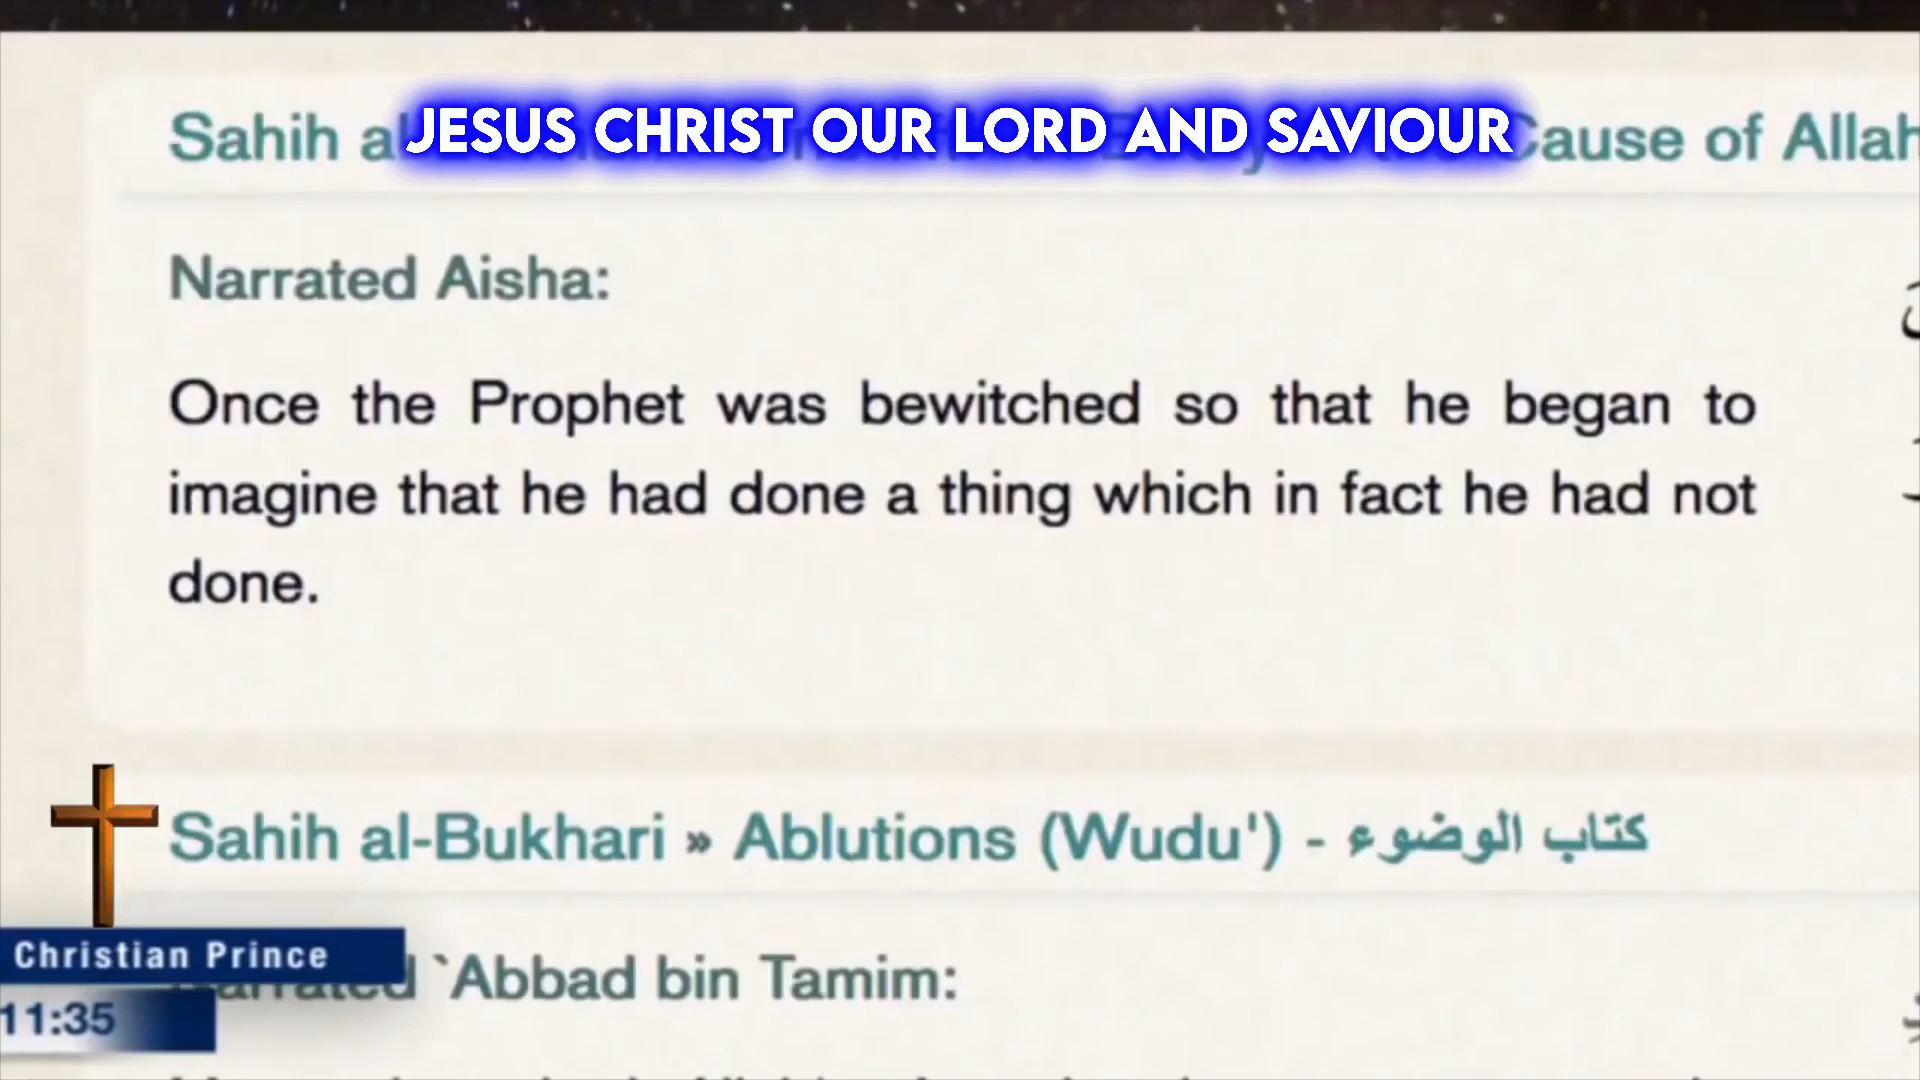 JESUS CHRIST OUR LORD AND SAVIOUR
Sahih Cause of Allah
Narrated Aisha:
Once the Prophet was bewitched so that he began to
imagine that he had done a thing which in fact he had not
done.
Sahih al-Bukhari » Ablutions (Wudu') - كتاب الوضوء
Christian Prince
Narrated `Abbad bin Tamim:
11:35